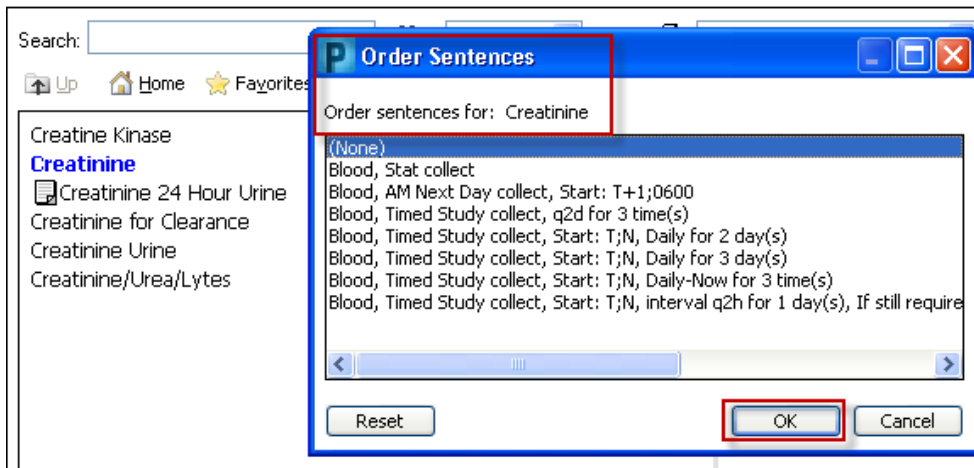 Search:
Up Home Favorites
Creatine Kinase
Creatinine
Creatinine 24 Hour Urine
Creatinine for Clearance
Creatinine Urine
Creatinine/Urea/Lytes
P Order Sentences
Order sentences for: Creatinine
(None)
Blood, Stat collect
Blood, AM Next Day collect, Start: T+1;0600
Blood, Timed Study collect, q2d for 3 time(s)
Blood, Timed Study collect, Start: T;N, Daily for 2 day(s)
Blood, Timed Study collect, Start: T;N, Daily for 3 day(s)
Blood, Timed Study collect, Start: T;N, Daily-Now for 3 time(s)
Blood, Timed Study collect, Start: T;N, interval q2h for 1 day(s), If still require
Reset OK Cancel